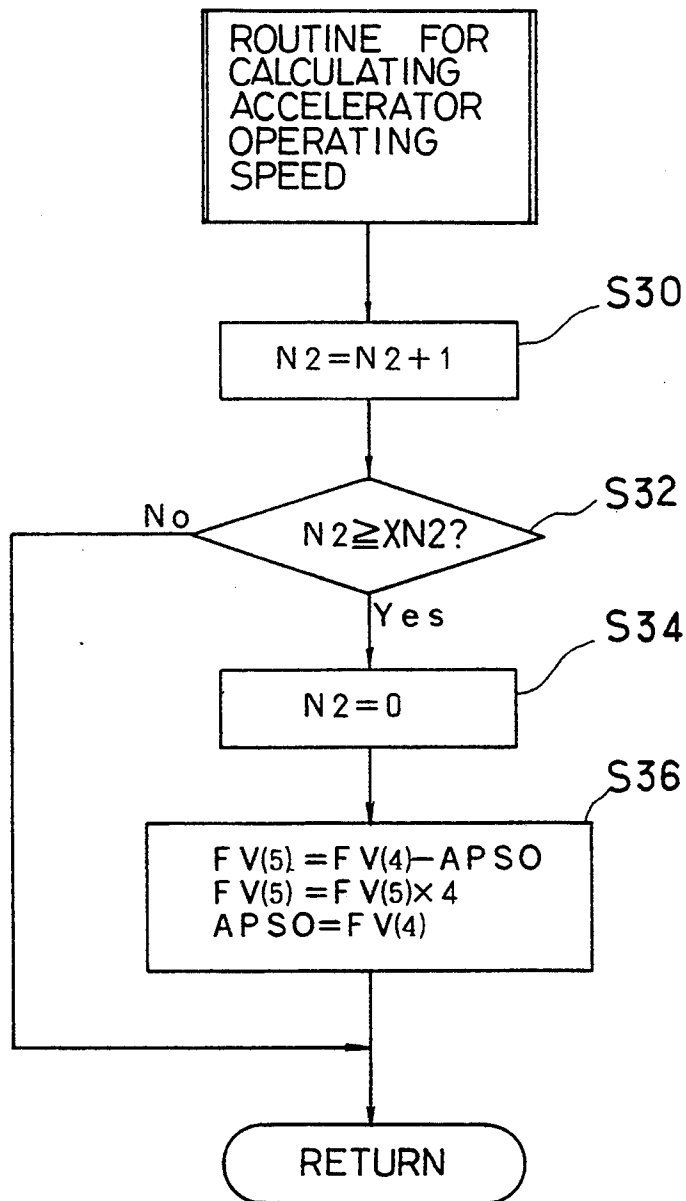 ROUTINE FOR
CALCULATING
ACCELERATOR
OPERATING
SPEED
S30
N2=N2+1
S32
No
N2≧XN2?
Yes
S34
N2=0
S36
FV(5)=FV(4)-APSO
FV(5)=FV(5)×4
APSO=FV(4)
RETURN